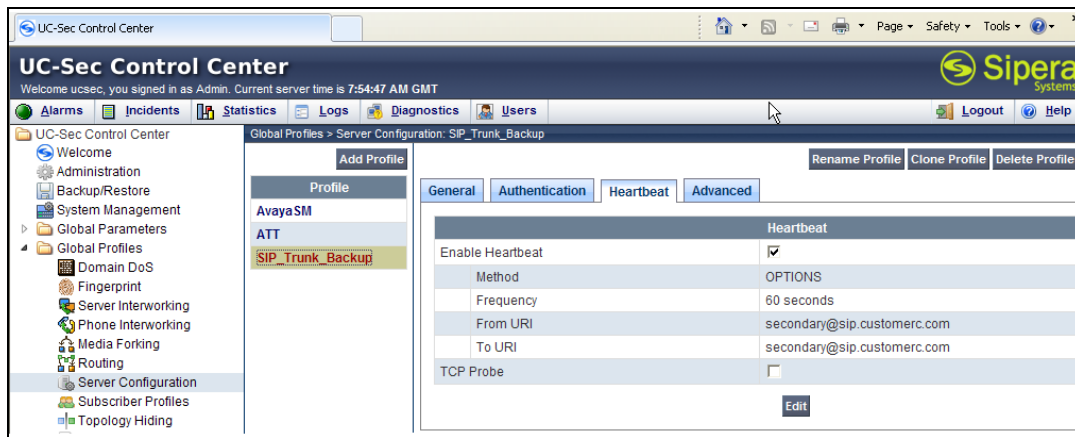 UC-Sec Control Center
Page Safety Tools
UC-Sec Control Center
Sipera
Systems
Welcome ucsec, you signed in as Admin. Current server time is 7:54:47 AM GMT
Alarms Incidents Statistics Logs Diagnostics Users Logout Help
UC-Sec Control Center
Welcome
Administration
Backup/Restore
System Management
Global Parameters
Global Profiles
Domain DoS
Fingerprint
Server Interworking
Phone Interworking
Media Forking
Routing
Server Configuration
Subscriber Profiles
Topology Hiding
Global Profiles > Server Configuration: SIP_Trunk_Backup
Add Profile
Rename Profile Clone Profile Delete Profile
Profile
AvayaSM
ATT
SIP_Trunk_Backup
General Authentication Heartbeat Advanced
Heartbeat
Enable Heartbeat
Method OPTIONS
Frequency 60 seconds
From URI secondary@sip.customerc.com
To URI secondary@sip.customerc.com
TCP Probe
Edit